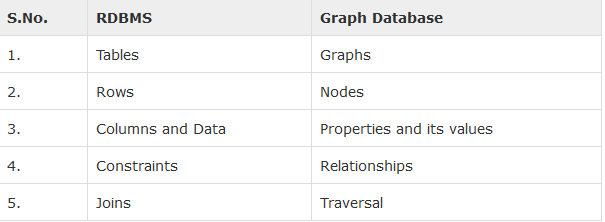 S.No. RDBMS Graph Database
1. Tables Graphs
2. Rows Nodes
3. Columns and Data Properties and its values
4. Constraints Relationships
5. Joins Traversal